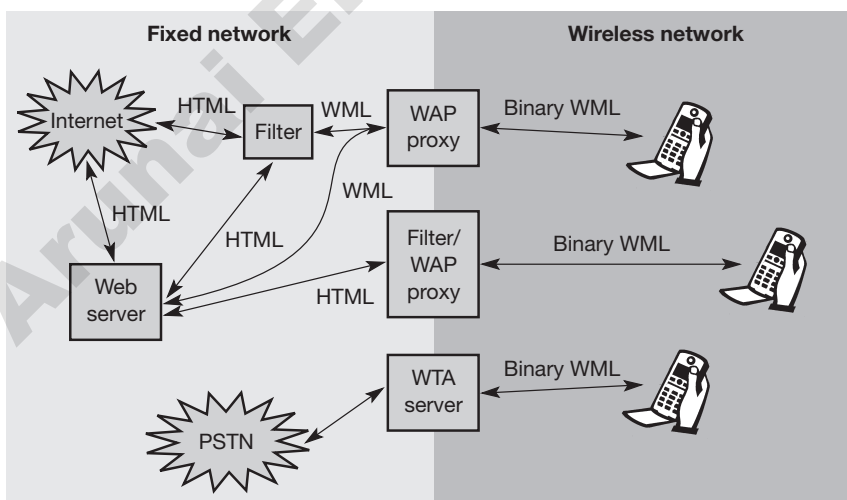 Fixed network
Wireless network
Internet
HTML
Filter
WML
WAP
proxy
Binary WML
HTML
HTML
WML
Web
server
HTML
Filter/
WAP
proxy
Binary WML
PSTN
WTA
server
Binary WML
Arunai